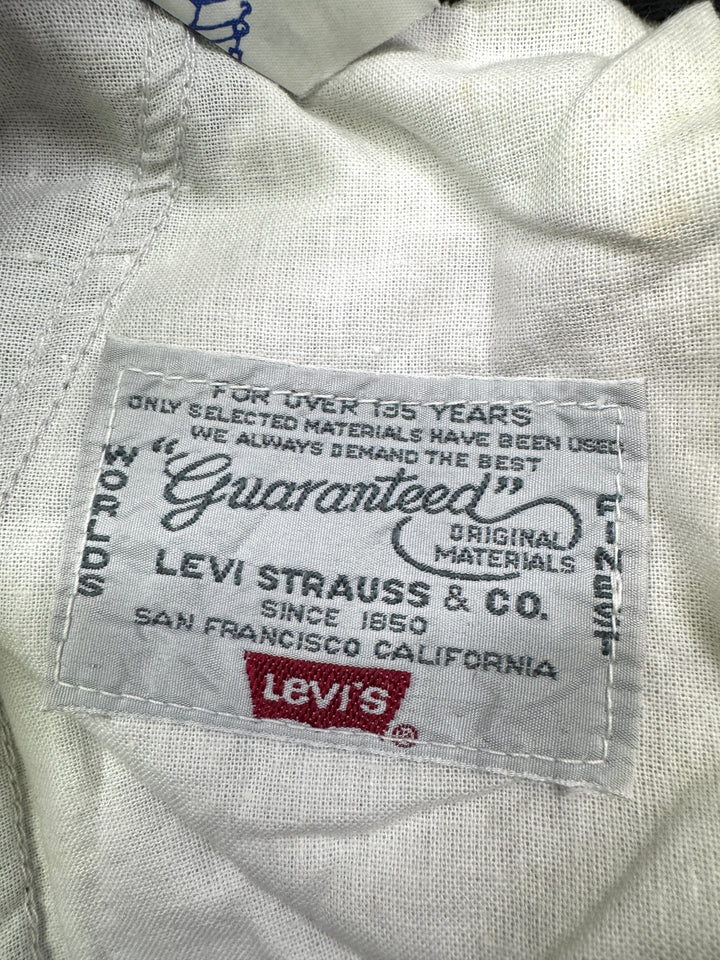 FOR OVER 135 YEARS
ONLY SELECTED MATERIALS HAVE BEEN USED
WE ALWAYS DEMAND THE BEST
WORLDS
"Guaranteed"
FINEST
ORIGINAL
MATERIALS
LEVI STRAUSS & CO.
SINCE 1850
SAN FRANCISCO CALIFORNIA
LEVI'S
®